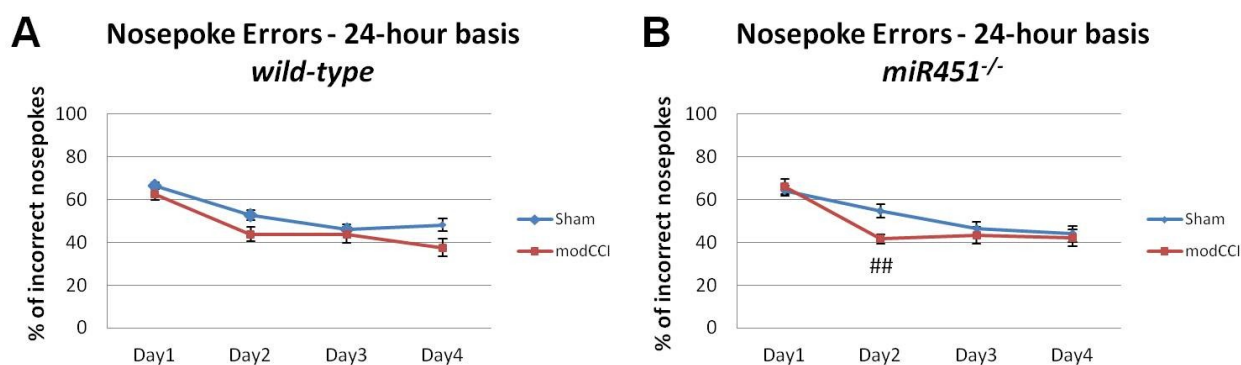 A
Nosepoke Errors - 24-hour basis
wild-type
% of incorrect nosepokes
100
80
60
40
20
0
Day1 Day2 Day3 Day4
Sham
modCCI
B
Nosepoke Errors - 24-hour basis
miR451-/-
% of incorrect nosepokes
100
80
60
40
20
0
##
Day1 Day2 Day3 Day4
Sham
modCCI